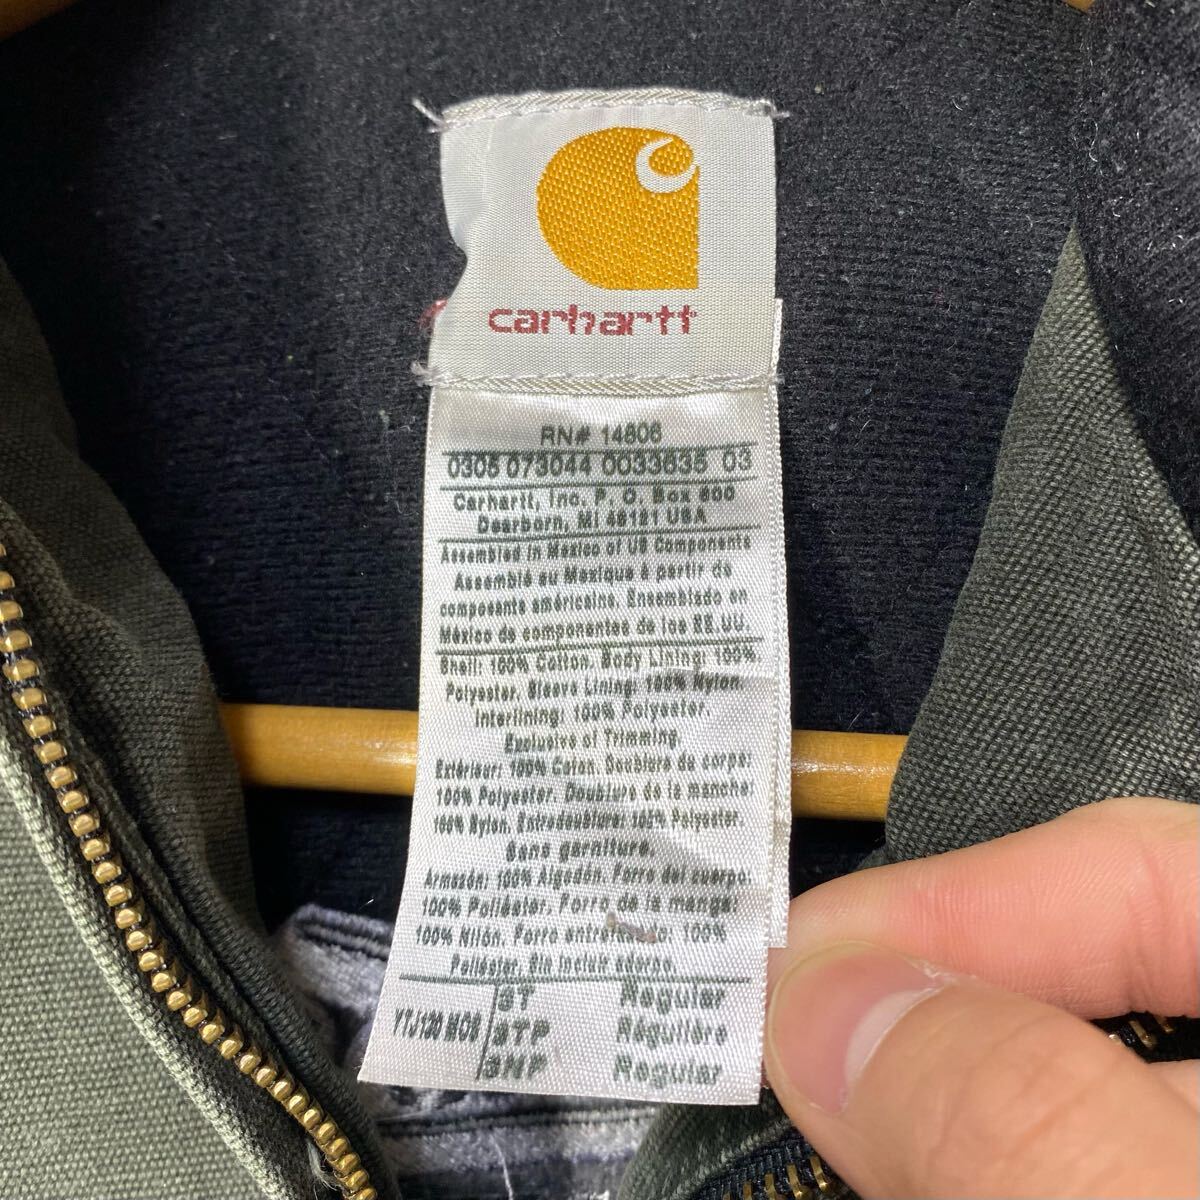 carhartt
RN# 14806
0305 073044 0033635 03
Carhartt, Inc. P. O. Box 600
Dearborn, MI 48121 USA
Assembled in Mexico of US Components
Assemblé au Mexique à partir de
composants américains. Ensamblado en
México de componentes de los EE.UU.
Shell: 100% Cotton. Body Lining: 100%
Polyester. Sleeve Lining: 100% Nylon.
Interlining: 100% Polyester.
Exclusive of Trimming
Extérieur: 100% Coton. Doublure de corps:
100% Polyester. Doublure de la manche:
100% Nylon. Entredoublure: 100% Polyester.
Sans garniture.
Armazón: 100% Algodón. Forro del cuerpo:
100% Poliéster. Forro de la manga:
100% Nilón. Forro 100%
Poliéster. Sin incluir adorno.
YTJ130 MOS
ST Regular
STP Régulière
SNP Regular